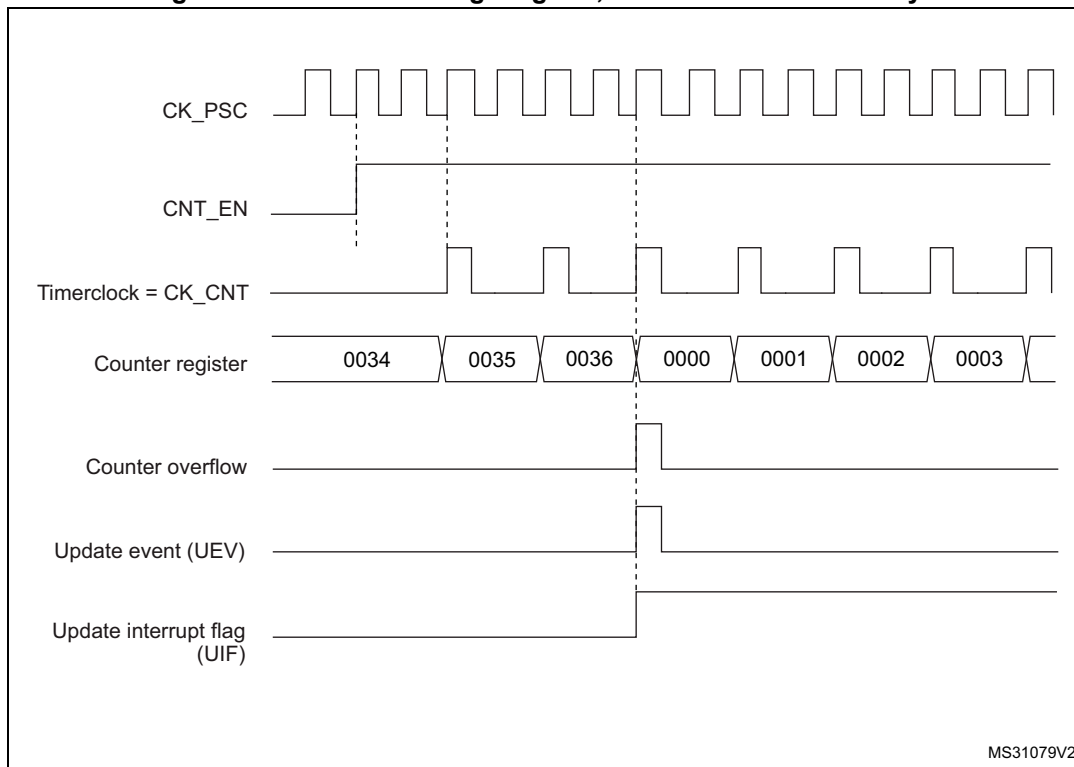 CK_PSC
CNT_EN
Timerclock = CK_CNT
Counter register 0034 0035 0036 0000 0001 0002 0003
Counter overflow
Update event (UEV)
Update interrupt flag
(UIF)
MS31079V2